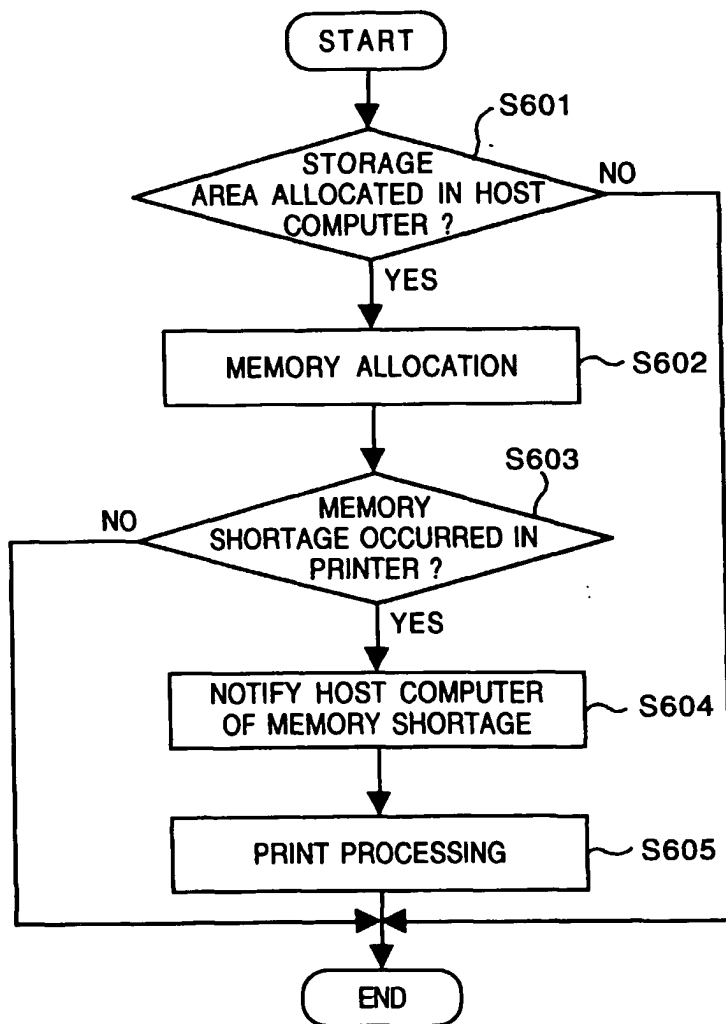 START
S601
STORAGE
AREA ALLOCATED IN HOST
COMPUTER ?
NO
YES
MEMORY ALLOCATION
S602
S603
MEMORY
SHORTAGE OCCURRED IN
PRINTER ?
NO
YES
NOTIFY HOST COMPUTER
OF MEMORY SHORTAGE
S604
PRINT PROCESSING
S605
END